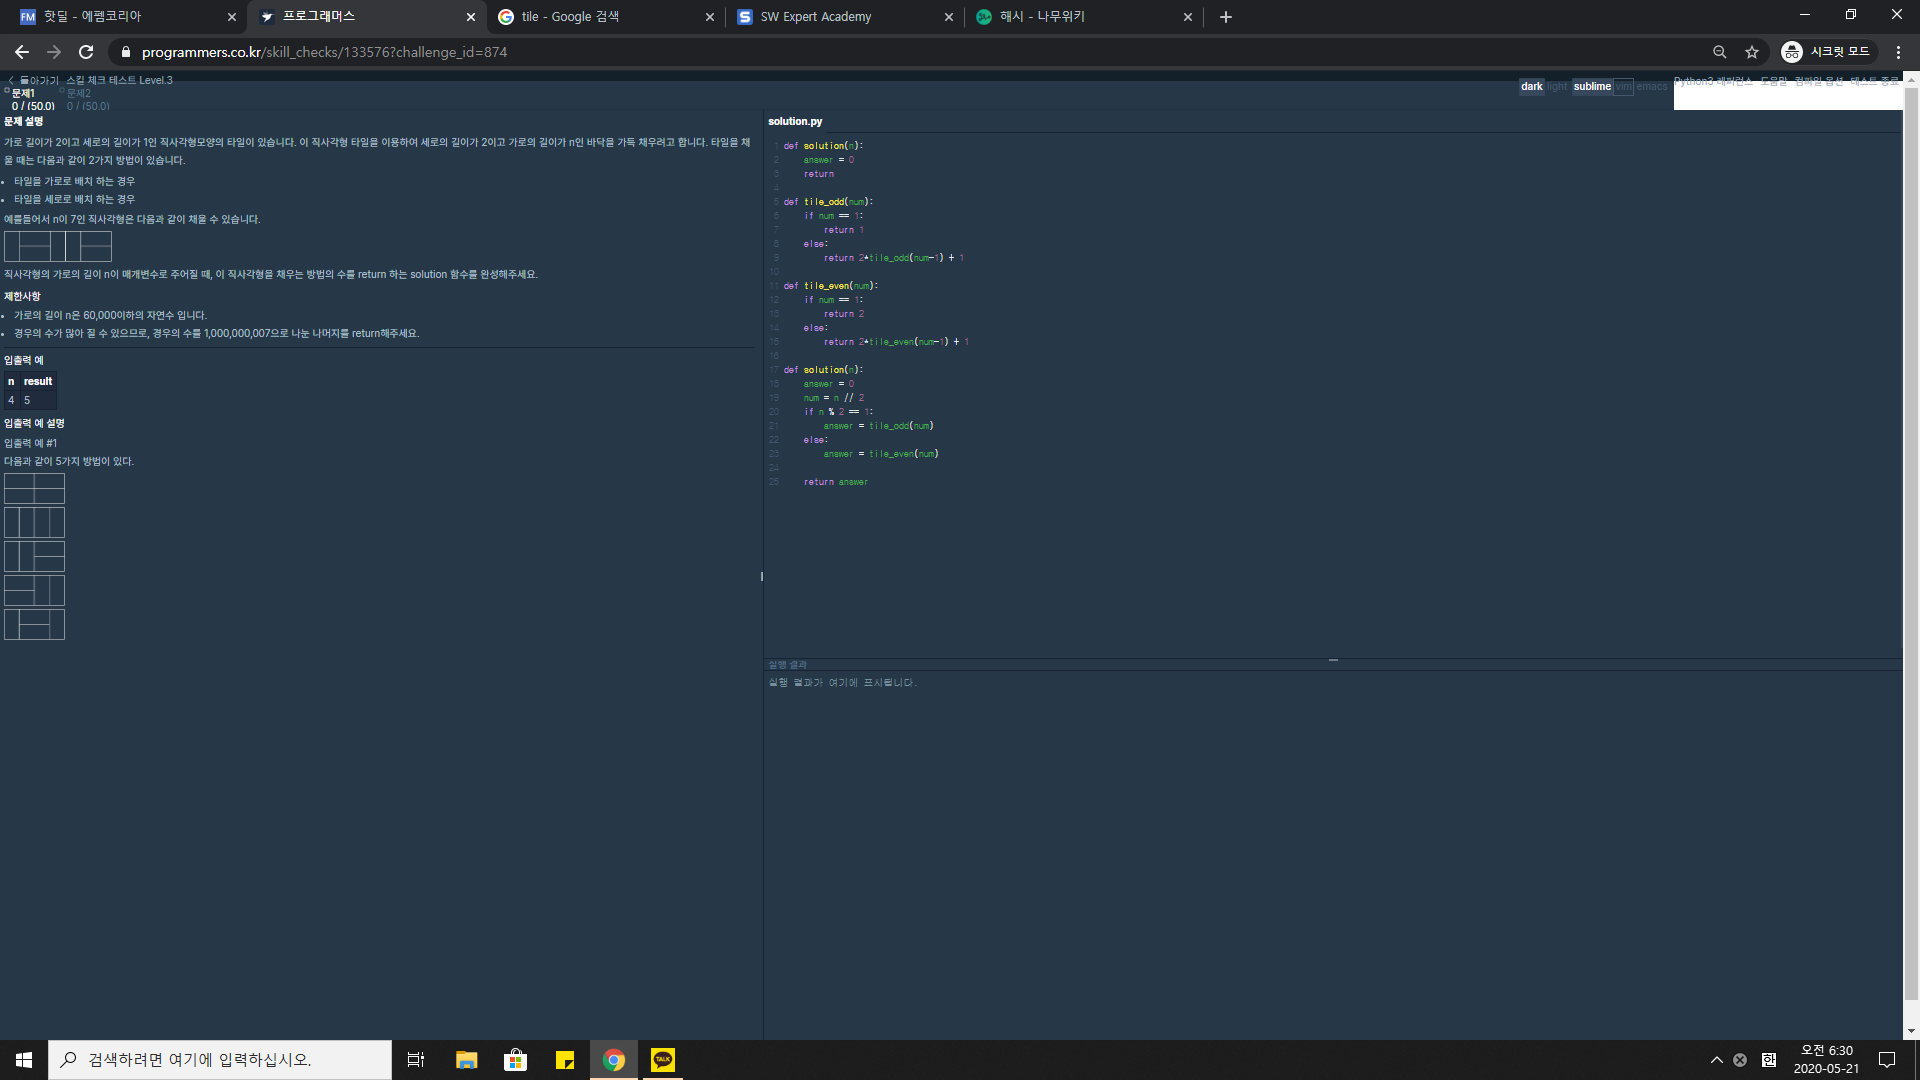 핫딜 - 에펨코리아
프로그래머스
tile - Google 검색
SW Expert Academy
해시 - 나무위키
programmers.co.kr/skill_checks/133576?challenge_id=874
시크릿 모드
돌아가기 스킬 체크 테스트 Level.3
문제1
0 / (50.0)
문제2
0 / (50.0)
dark light
sublime vim emacs
Python3 레퍼런스 도움말 컴파일 옵션 테스트 종료
문제 설명
가로 길이가 2이고 세로의 길이가 1인 직사각형모양의 타일이 있습니다. 이 직사각형 타일을 이용하여 세로의 길이가 2이고 가로의 길이가 n인 바닥을 가득 채우려고 합니다. 타일을 채
울 때는 다음과 같이 2가지 방법이 있습니다.
타일을 가로로 배치 하는 경우
타일을 세로로 배치 하는 경우
예를들어서 n이 7인 직사각형은 다음과 같이 채울 수 있습니다.
직사각형의 가로의 길이 n이 매개변수로 주어질 때, 이 직사각형을 채우는 방법의 수를 return 하는 solution 함수를 완성해주세요.
제한사항
가로의 길이 n은 60,000이하의 자연수 입니다.
경우의 수가 많아 질 수 있으므로, 경우의 수를 1,000,000,007으로 나눈 나머지를 return해주세요.
입출력 예
n result
4 5
입출력 예 설명
입출력 예 #1
다음과 같이 5가지 방법이 있다.
solution.py
1 def solution(n):
2 answer = 0
3 return
4
5 def tile_odd(num):
6 if num == 1:
7 return 1
8 else:
9 return 2*tile_odd(num-1) + 1
10
11 def tile_even(num):
12 if num == 1:
13 return 2
14 else:
15 return 2*tile_even(num-1) + 1
16
17 def solution(n):
18 answer = 0
19 num = n // 2
20 if n % 2 == 1:
21 answer = tile_odd(num)
22 else:
23 answer = tile_even(num)
24
25 return answer
실행 결과
실행 결과가 여기에 표시됩니다.
검색하려면 여기에 입력하십시오.
TALK
한
오전 6:30
2020-05-21